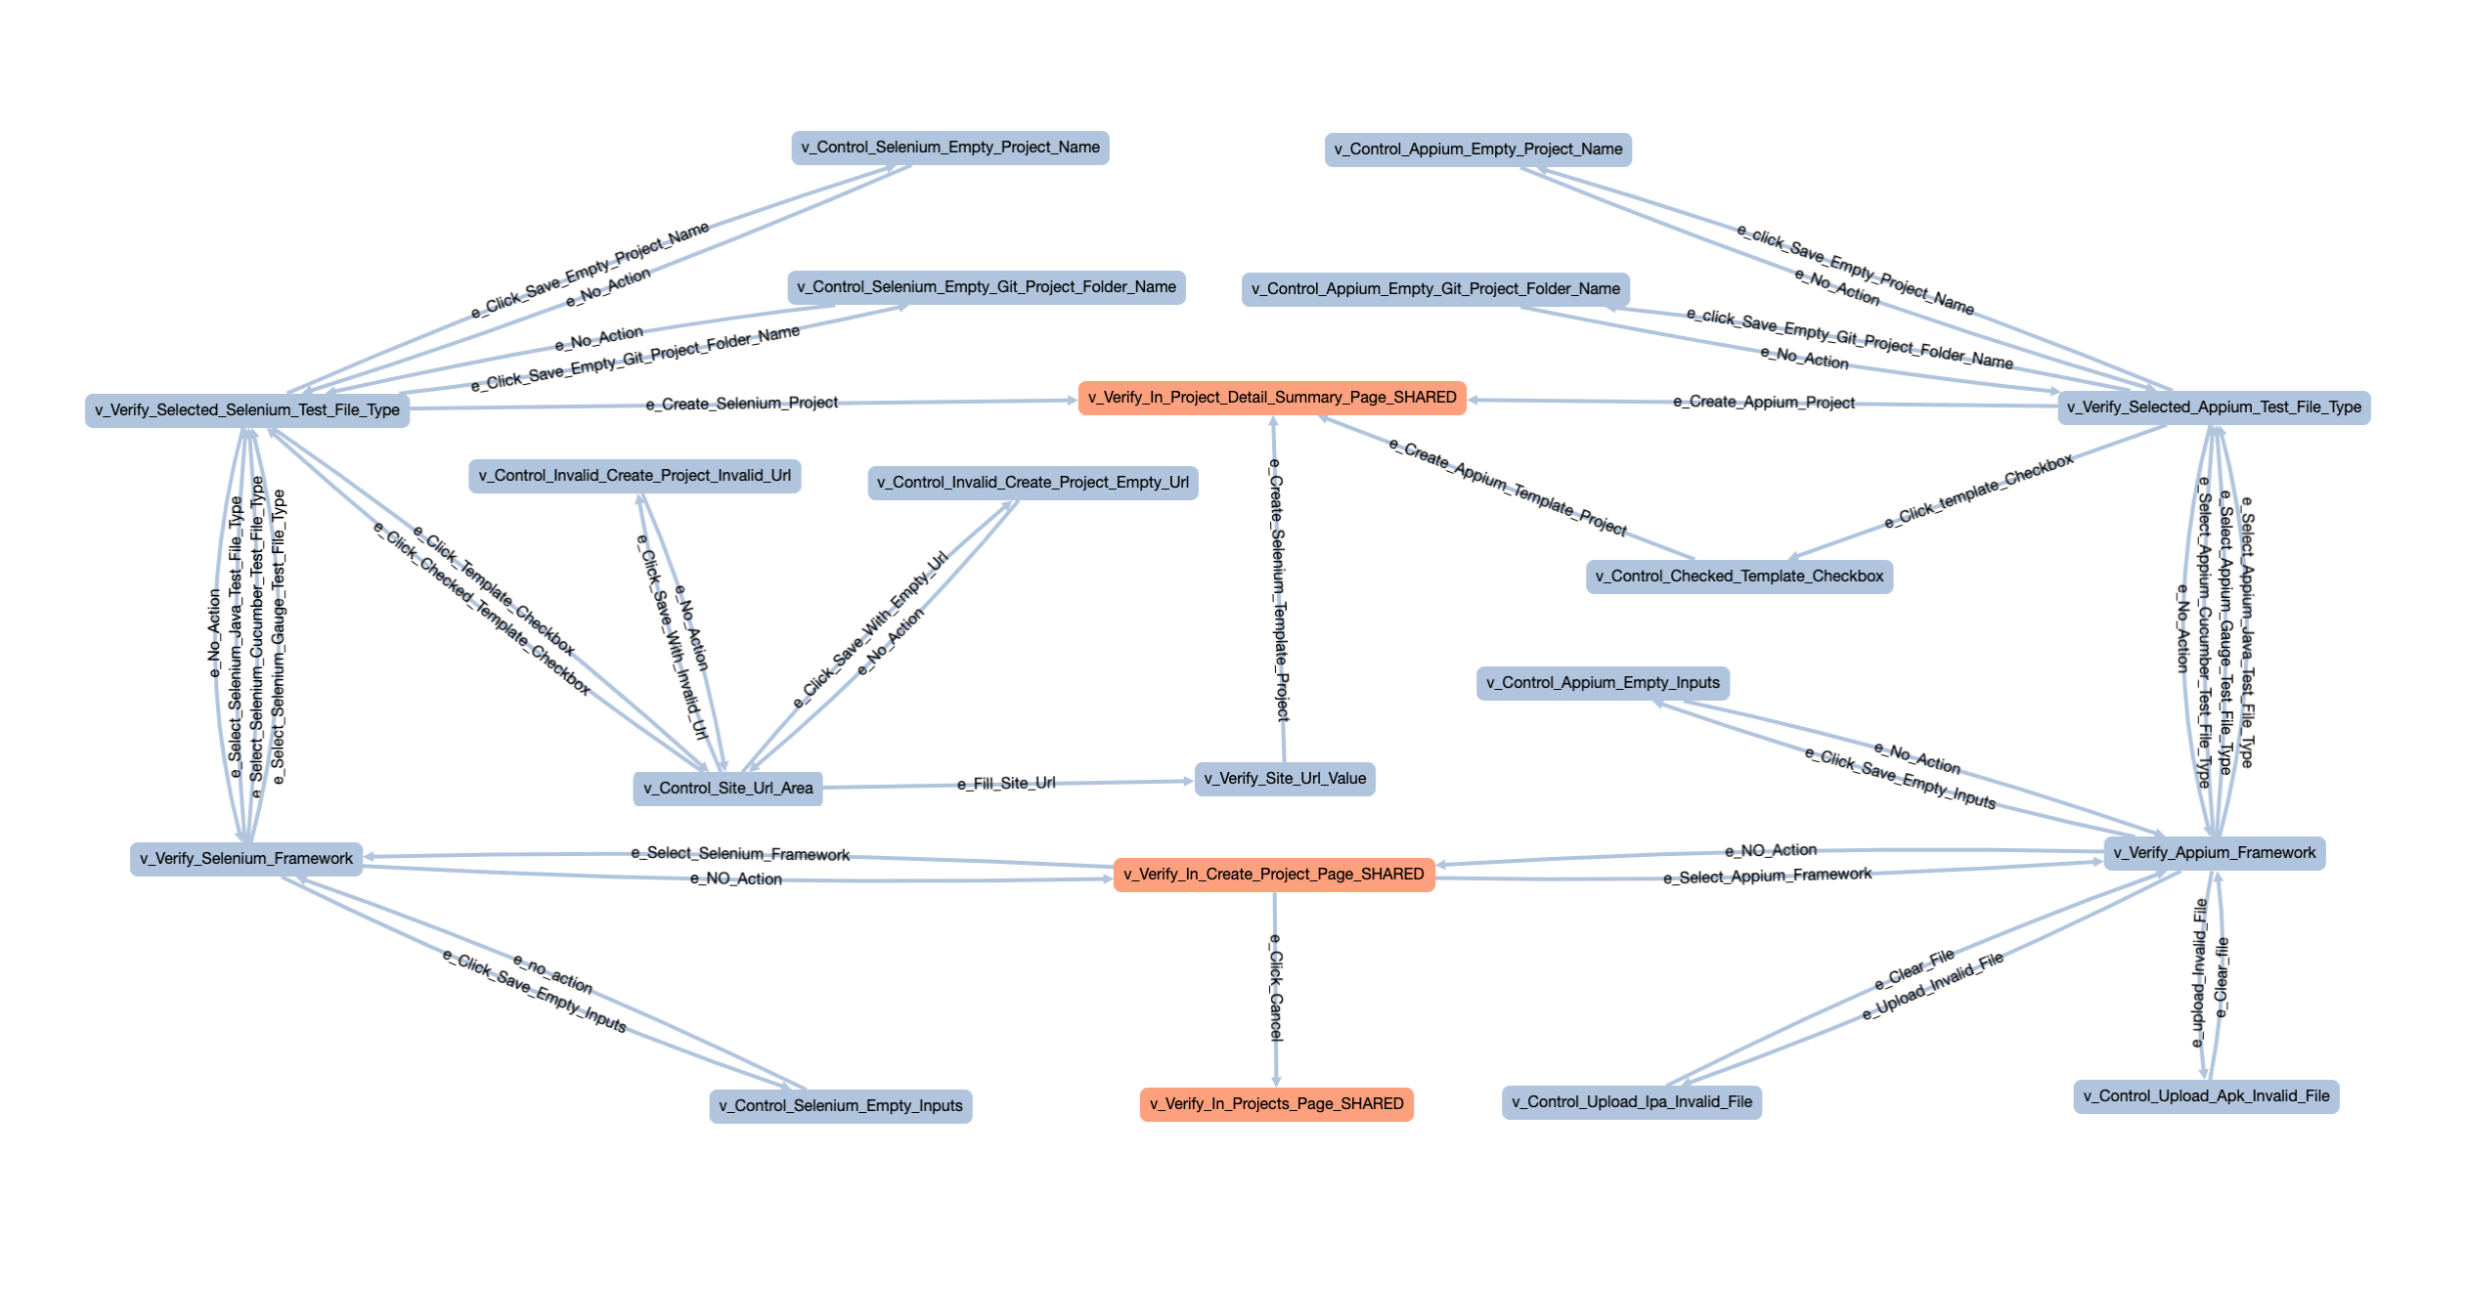 v_Control_Selenium_Empty_Project_Name
v_Control_Appium_Empty_Project_Name
e_Click_Save_Empty_Project_Name
e_No_Action
e_click_Save_Empty_Project_Name
e_No_Action
v_Control_Selenium_Empty_Git_Project_Folder_Name
v_Control_Appium_Empty_Git_Project_Folder_Name
e_No_Action
e_Click_Save_Empty_Git_Project_Folder_Name
e_click_Save_Empty_Git_Project_Folder_Name
e_No_Action
v_Verify_Selected_Selenium_Test_File_Type
e_Create_Selenium_Project
v_Verify_In_Project_Detail_Summary_Page_SHARED
e_Create_Appium_Project
v_Verify_Selected_Appium_Test_File_Type
v_Control_Invalid_Create_Project_Invalid_Url
v_Control_Invalid_Create_Project_Empty_Url
e_Create_Appium_Template_Project
e_Click_template_Checkbox
e_Click_Template_Checkbox
e_Click_Checked_Template_Checkbox
e_No_Action
e_Click_Save_With_Invalid_Url
e_Click_Save_With_Empty_Url
e_No_Action
e_Create_Selenium_Template_Project
v_Control_Checked_Template_Checkbox
e_No_Action
e_Select_Selenium_Java_Test_File_Type
e_Select_Selenium_Cucumber_Test_File_Type
e_Select_Selenium_Gauge_Test_File_Type
e_No_Action
e_Select_Appium_Cucumber_Test_File_Type
e_Select_Appium_Gauge_Test_File_Type
e_Select_Appium_Java_Test_File_Type
v_Control_Appium_Empty_Inputs
e_No_Action
e_Click_Save_Empty_Inputs
v_Control_Site_Url_Area
e_Fill_Site_Url
v_Verify_Site_Url_Value
v_Verify_Selenium_Framework
e_Select_Selenium_Framework
e_NO_Action
v_Verify_In_Create_Project_Page_SHARED
e_NO_Action
e_Select_Appium_Framework
v_Verify_Appium_Framework
e_no_action
e_Click_Save_Empty_Inputs
e_Click_Cancel
e_Clear_File
e_Upload_Invalid_File
e_upload_Invalid_File
e_Clear_file
v_Control_Selenium_Empty_Inputs
v_Verify_In_Projects_Page_SHARED
v_Control_Upload_Ipa_Invalid_File
v_Control_Upload_Apk_Invalid_File